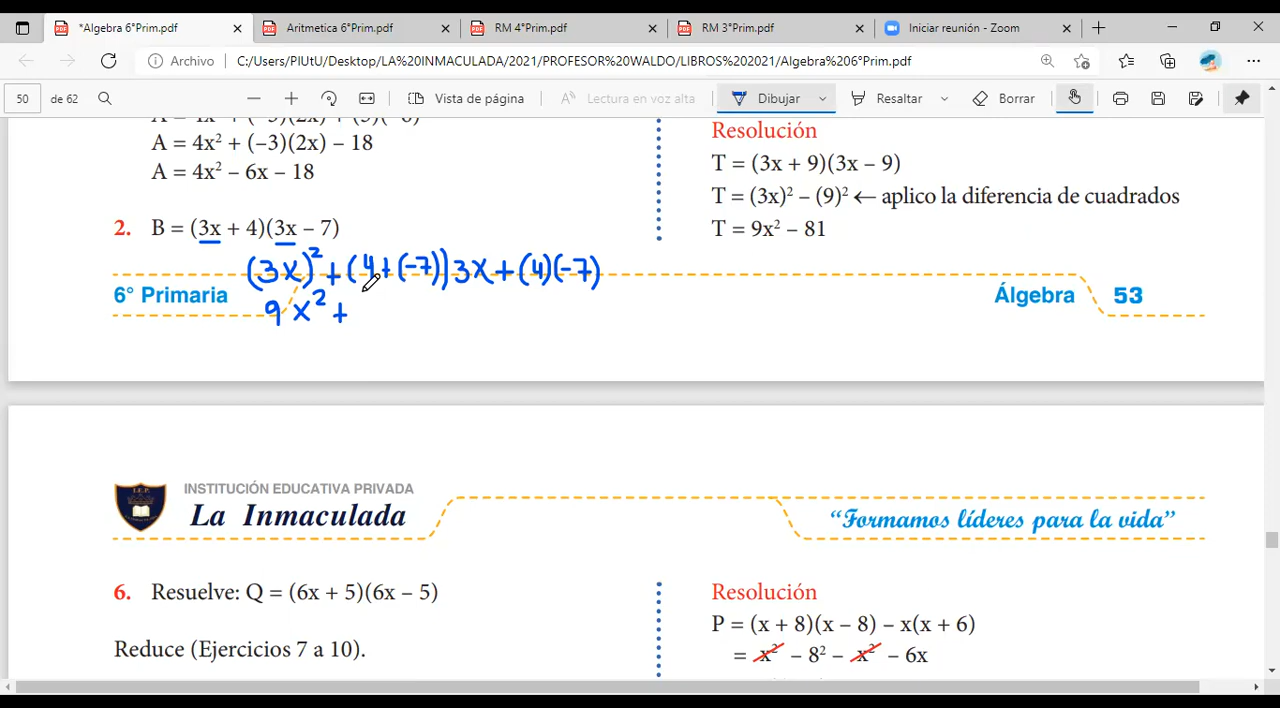 *Algebra 6°Prim.pdf
Aritmetica 6°Prim.pdf
RM 4°Prim.pdf
RM 3°Prim.pdf
Iniciar reunión - Zoom
Archivo
C:/Users/PIUtU/Desktop/LA%20INMACULADA/2021/PROFESOR%20WALDO/LIBROS%202021/Algebra%206°Prim.pdf
50 de 62
Vista de página
Lectura en voz alta
Dibujar
Resaltar
Borrar
A = 4x² + (–3)(2x) – 18
A = 4x² – 6x – 18
2. B = (3x + 4)(3x – 7)
(3x)² + (4+(-7))3x + (4)(-7)
9x² +
6° Primaria
Resolución
T = (3x + 9)(3x – 9)
T = (3x)² – (9)² ← aplico la diferencia de cuadrados
T = 9x² – 81
Álgebra 53
INSTITUCIÓN EDUCATIVA PRIVADA
La Inmaculada
“Formamos líderes para la vida”
6. Resuelve: Q = (6x + 5)(6x – 5)
Reduce (Ejercicios 7 a 10).
Resolución
P = (x + 8)(x – 8) – x(x + 6)
= x² – 8² – x² – 6x